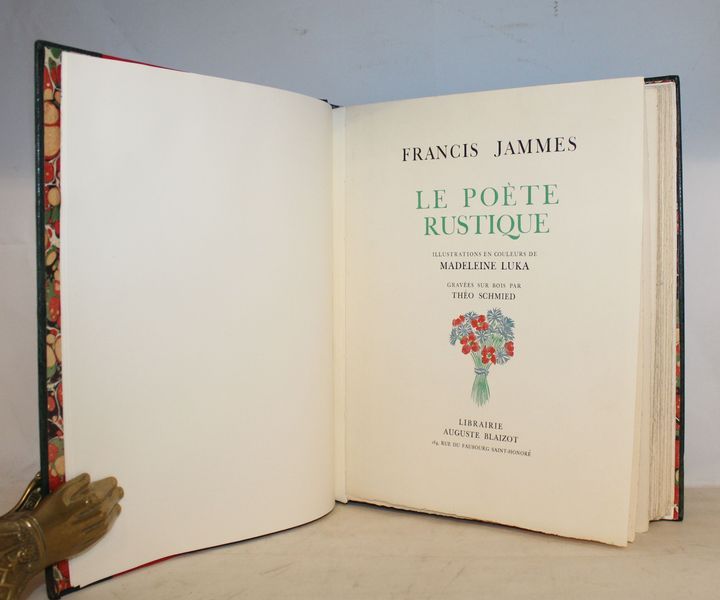 FRANCIS JAMMES
LE POÈTE
RUSTIQUE
ILLUSTRATIONS EN COULEURS DE
MADELEINE LUKA
GRAVÉES SUR BOIS PAR
THÉO SCHMIED
LIBRAIRIE
AUGUSTE BLAIZOT
164, RUE DU FAUBOURG SAINT-HONORÉ